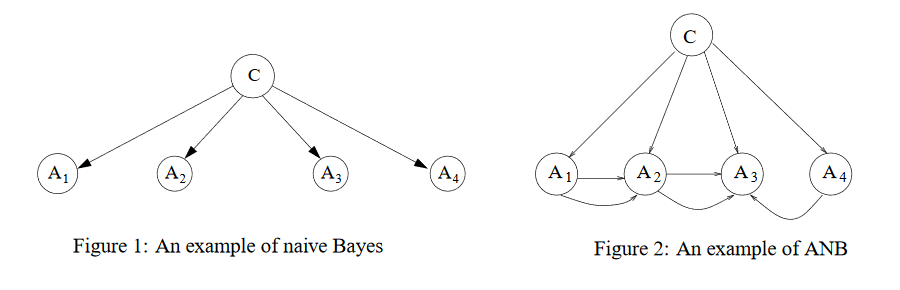 C
A1 A2 A3 A4
Figure 1: An example of naive Bayes
C
A1 A2 A3 A4
Figure 2: An example of ANB